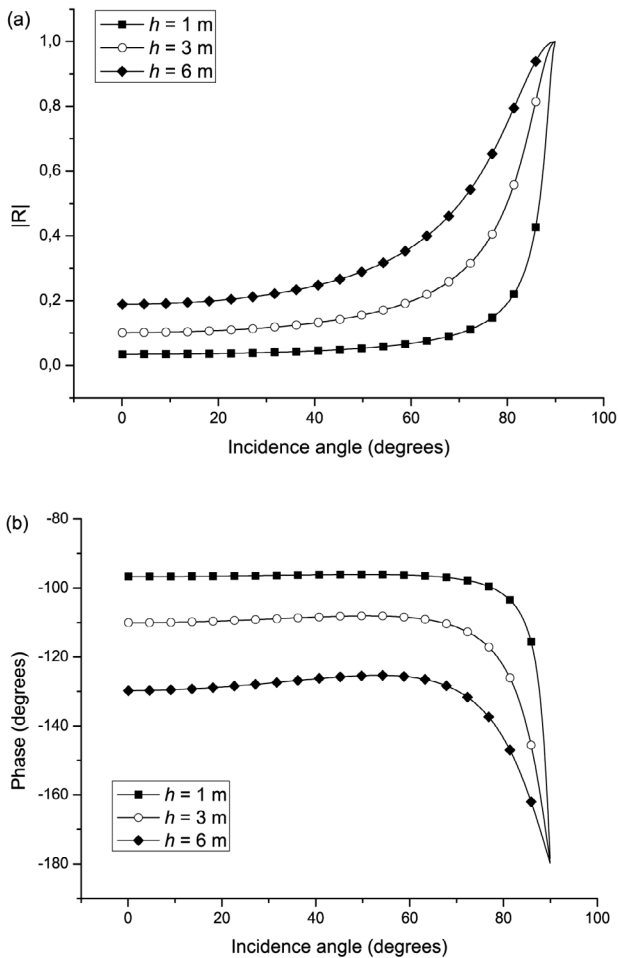 (a)
h = 1 m
h = 3 m
h = 6 m
1,0
0,8
0,6
0,4
0,2
0,0
|R|
0 20 40 60 80 100
Incidence angle (degrees)
(b)
-80
-100
-120
-130
-160
-180
Phase (degrees)
h = 1 m
h = 3 m
h = 6 m
0 20 40 60 80 100
Incidence angle (degrees)